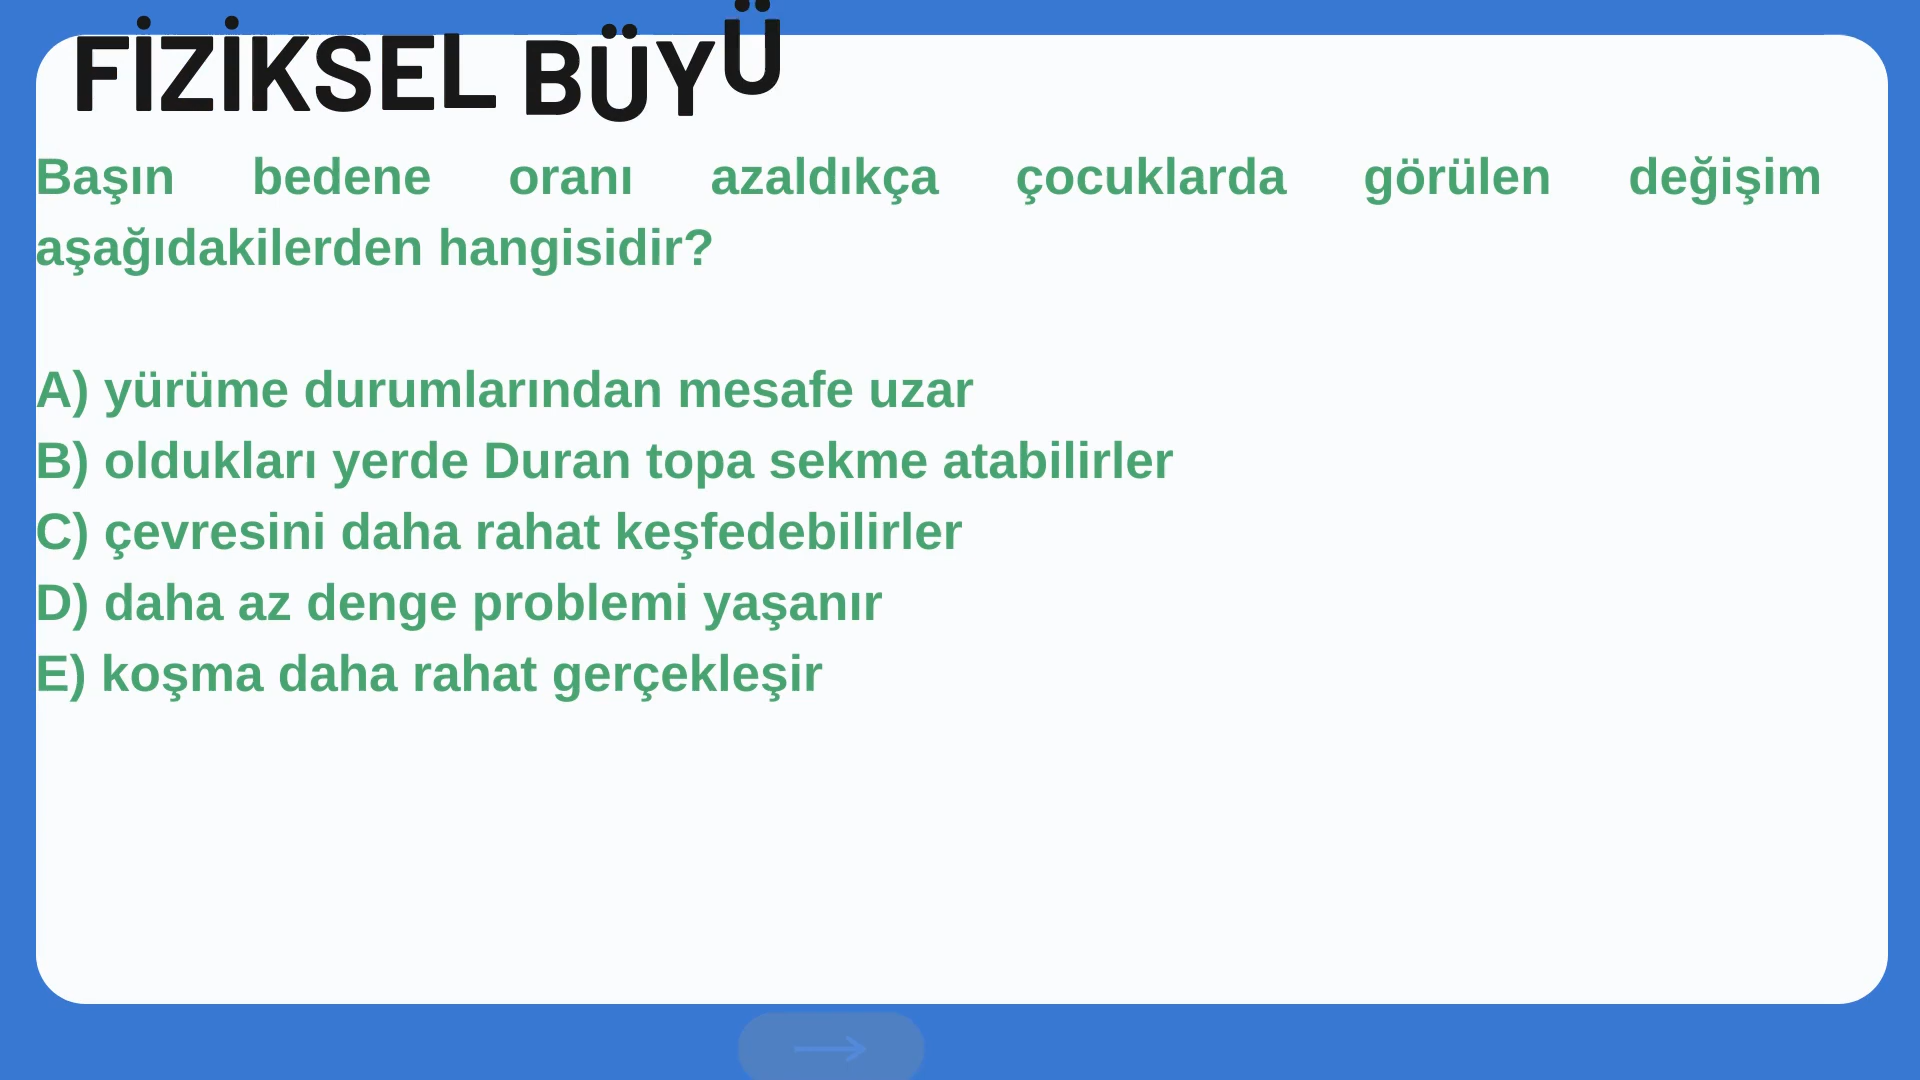 FİZİKSEL BÜYÜ
Başın bedene oranı azaldıkça çocuklarda görülen değişim
aşağıdakilerden hangisidir?
A) yürüme durumlarından mesafe uzar
B) oldukları yerde Duran topa sekme atabilirler
C) çevresini daha rahat keşfedebilirler
D) daha az denge problemi yaşanır
E) koşma daha rahat gerçekleşir